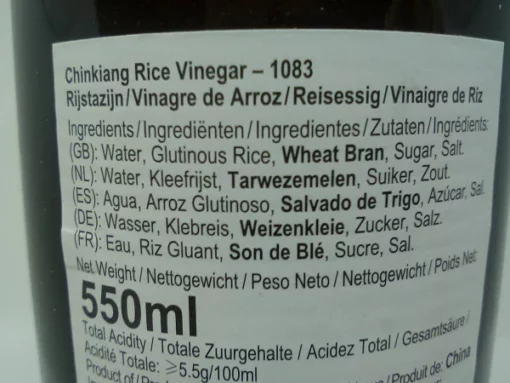 Chinkiang Rice Vinegar – 1083
Rijstazijn/Vinagre de Arroz/Reisessig/Vinaigre de Riz
Ingredients/Ingrediënten/Ingredientes/Zutaten/Ingrédients:
(GB): Water, Glutinous Rice, Wheat Bran, Sugar, Salt.
(NL): Water, Kleefrijst, Tarwezemelen, Suiker, Zout.
(ES): Agua, Arroz Glutinoso, Salvado de Trigo, Azúcar, Sal.
(DE): Wasser, Klebreis, Weizenkleie, Zucker, Salz.
(FR): Eau, Riz Gluant, Son de Blé, Sucre, Sal.
Net Weight / Nettogewicht / Peso Neto / Nettogewicht / Poids Net:
550ml
Total Acidity / Totale Zuurgehalte / Acidez Total / Gesamtsäure /
Acidité Totale: ≥5.5g/100ml
Product of / Produit de: China